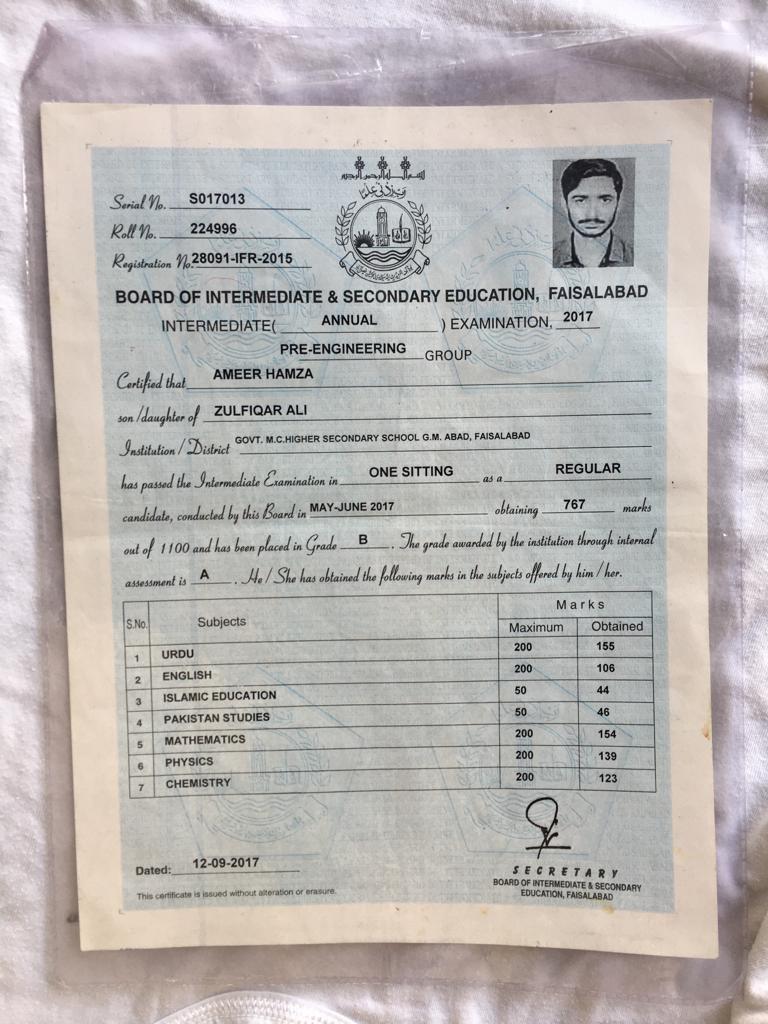 بسم الله الرحمن الرحيم
رب زدنی علما
Serial No. S017013
Roll No. 224996
Registration No. 28091-IFR-2015
BOARD OF INTERMEDIATE & SECONDARY EDUCATION, FAISALABAD
INTERMEDIATE( ANNUAL ) EXAMINATION, 2017
PRE-ENGINEERING GROUP
Certified that AMEER HAMZA
son/daughter of ZULFIQAR ALI
Institution / District GOVT. M.C.HIGHER SECONDARY SCHOOL G.M. ABAD, FAISALABAD
has passed the Intermediate Examination in ONE SITTING as a REGULAR
candidate, conducted by this Board in MAY-JUNE 2017 obtaining 767 marks
out of 1100 and has been placed in Grade B . The grade awarded by the institution through internal
assessment is A . He / She has obtained the following marks in the subjects offered by him / her.
S.No. Subjects Marks
Maximum Obtained
1 URDU 200 155
2 ENGLISH 200 106
3 ISLAMIC EDUCATION 50 44
4 PAKISTAN STUDIES 50 46
5 MATHEMATICS 200 154
6 PHYSICS 200 139
7 CHEMISTRY 200 123
Dated: 12-09-2017
SECRETARY
BOARD OF INTERMEDIATE & SECONDARY
EDUCATION, FAISALABAD
This certificate is issued without alteration or erasure.